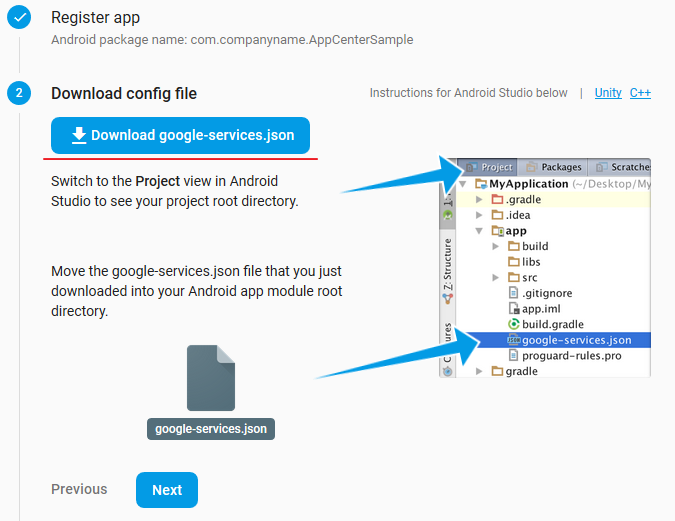 Register app
Android package name: com.companyname.AppCenterSample
2
Download config file
Instructions for Android Studio below | Unity C++
Download google-services.json
Switch to the Project view in Android
Studio to see your project root directory.
Move the google-services.json file that you just
downloaded into your Android app module root
directory.
google-services.json
Previous
Next
Project
Packages
Scratches
MyApplication (~/Desktop/My
.gradle
.idea
app
build
libs
src
.gitignore
app.iml
build.gradle
google-services.json
proguard-rules.pro
gradle
Z: Structure